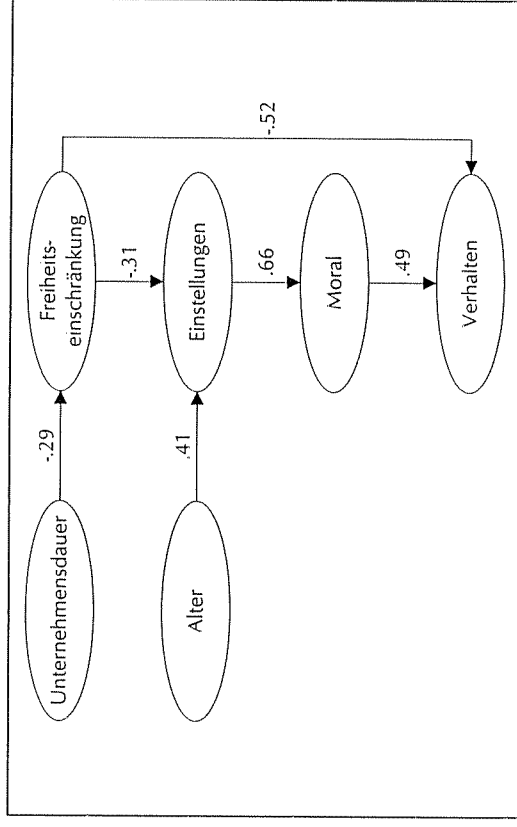 Unternehmensdauer
-.29
Freiheits-
einschränkung
-.31
-.52
Alter
.41
Einstellungen
.66
Moral
.49
Verhalten